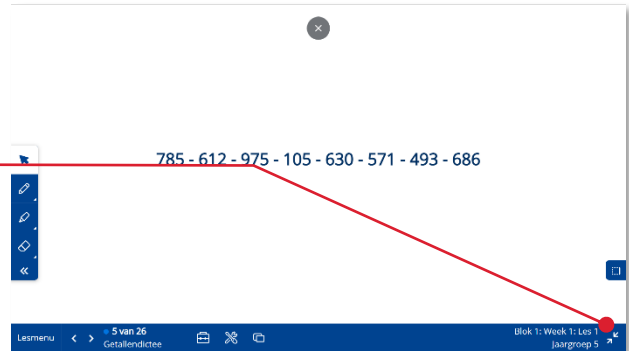 785 - 612 - 975 - 105 - 630 - 571 - 493 - 686
Lesmenu
5 van 26
Getallendictee
Blok 1: Week 1: Les 1
Jaargroep 5